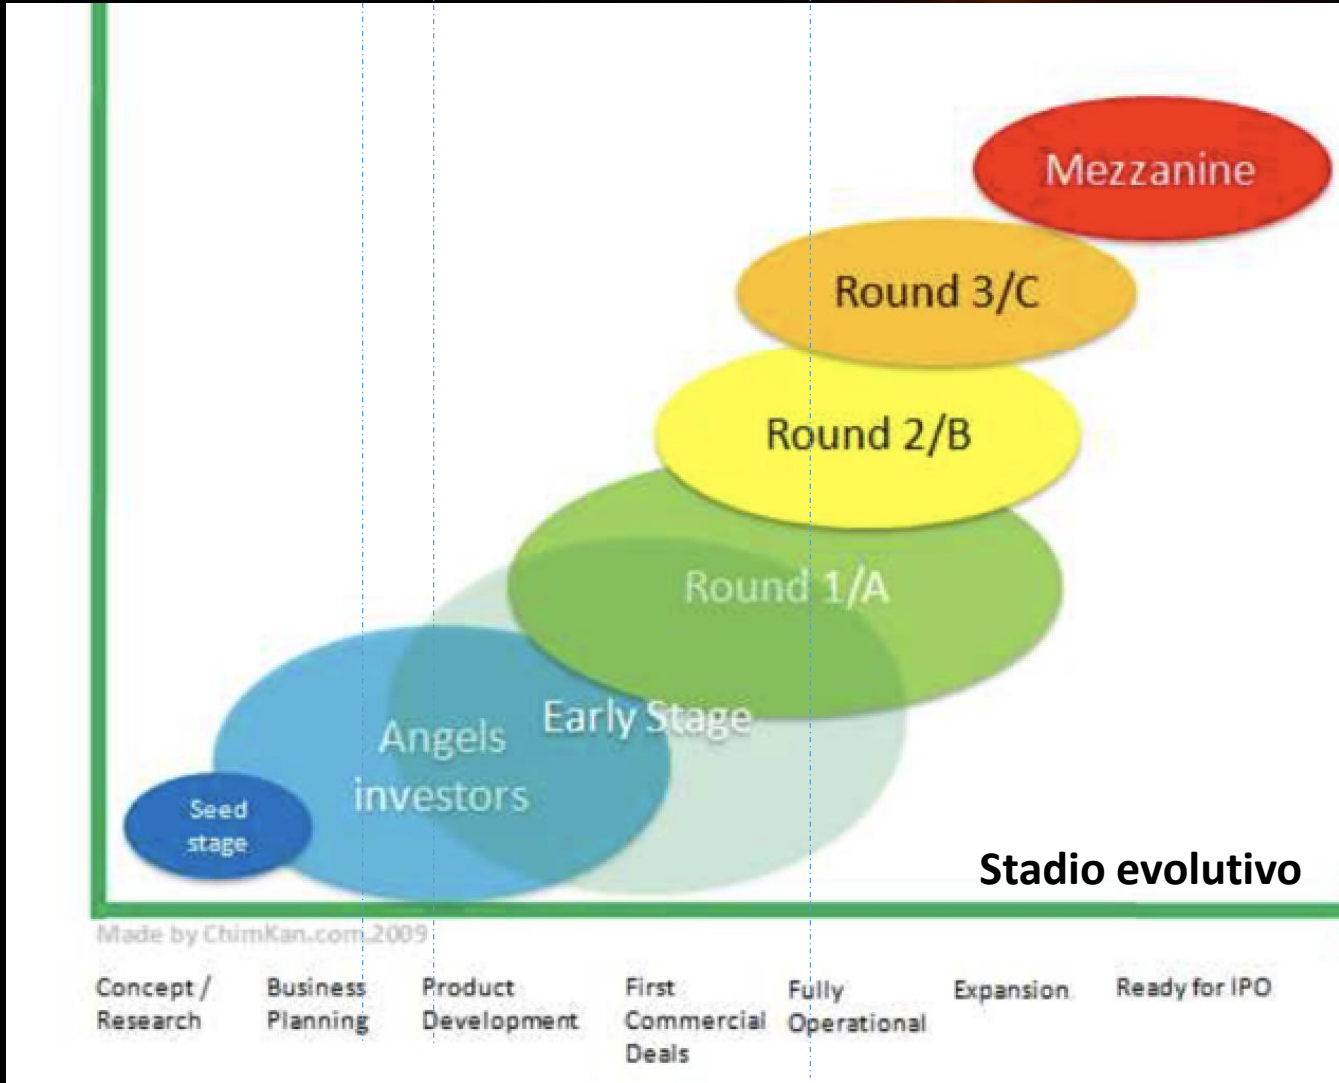 Mezzanine
Round 3/C
Round 2/B
Round 1/A
Early Stage
Angels
investors
Seed
stage
Stadio evolutivo
Made by ChimKan.com.2009
Concept /
Research
Business
Planning
Product
Development
First
Commercial
Deals
Fully
Operational
Expansion
Ready for IPO